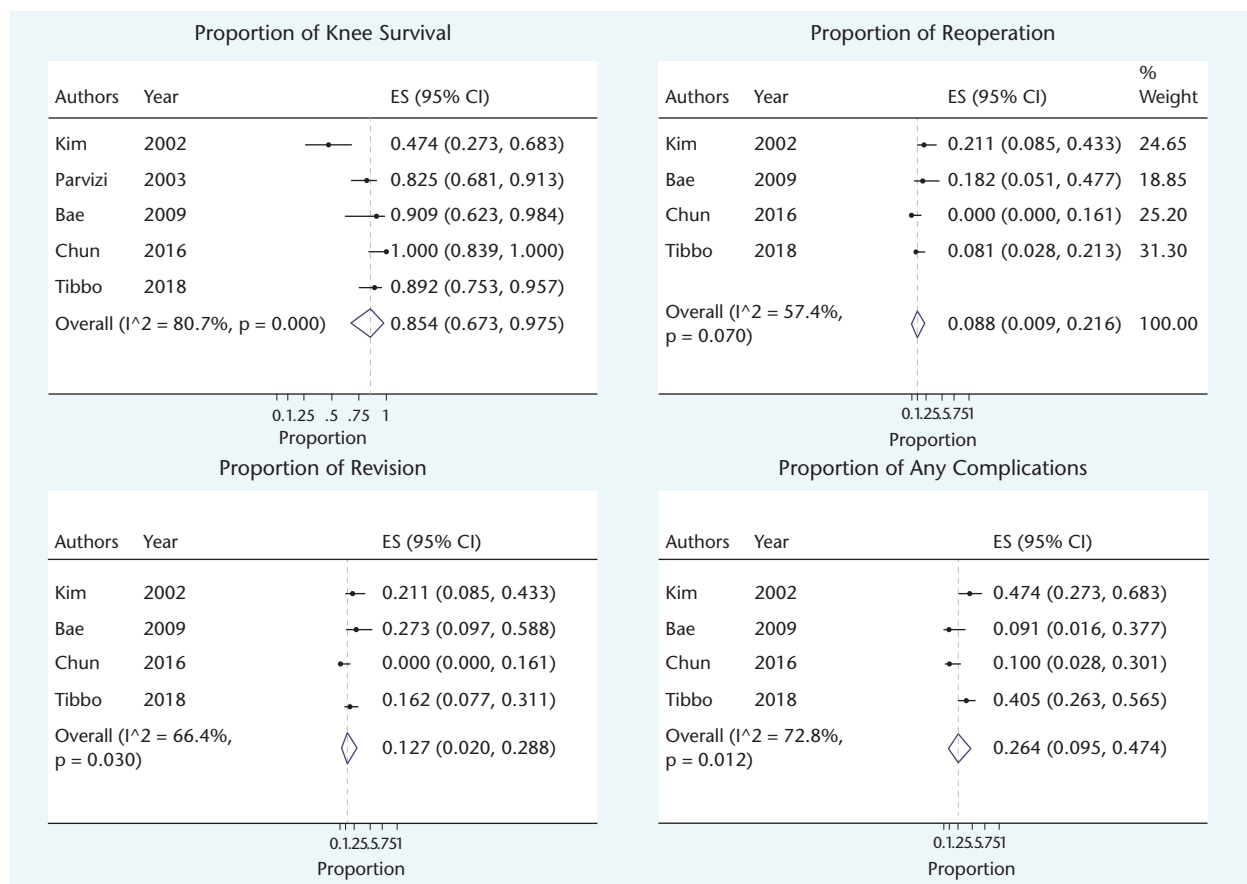 Proportion of Knee Survival
Authors Year ES (95% CI)
Kim 2002 0.474 (0.273, 0.683)
Parvizi 2003 0.825 (0.681, 0.913)
Bae 2009 0.909 (0.623, 0.984)
Chun 2016 1.000 (0.839, 1.000)
Tibbo 2018 0.892 (0.753, 0.957)
Overall (I^2 = 80.7%, p = 0.000) 0.854 (0.673, 0.975)
0.1.25 .5 .75 1
Proportion
Proportion of Reoperation
%
Authors Year ES (95% CI) Weight
Kim 2002 0.211 (0.085, 0.433) 24.65
Bae 2009 0.182 (0.051, 0.477) 18.85
Chun 2016 0.000 (0.000, 0.161) 25.20
Tibbo 2018 0.081 (0.028, 0.213) 31.30
Overall (I^2 = 57.4%,
p = 0.070) 0.088 (0.009, 0.216) 100.00
0.1.25.5.751
Proportion
Proportion of Revision
Authors Year ES (95% CI)
Kim 2002 0.211 (0.085, 0.433)
Bae 2009 0.273 (0.097, 0.588)
Chun 2016 0.000 (0.000, 0.161)
Tibbo 2018 0.162 (0.077, 0.311)
Overall (I^2 = 66.4%,
p = 0.030) 0.127 (0.020, 0.288)
0.1.25.5.751
Proportion
Proportion of Any Complications
Authors Year ES (95% CI)
Kim 2002 0.474 (0.273, 0.683)
Bae 2009 0.091 (0.016, 0.377)
Chun 2016 0.100 (0.028, 0.301)
Tibbo 2018 0.405 (0.263, 0.565)
Overall (I^2 = 72.8%,
p = 0.012) 0.264 (0.095, 0.474)
0.1.25.5.751
Proportion